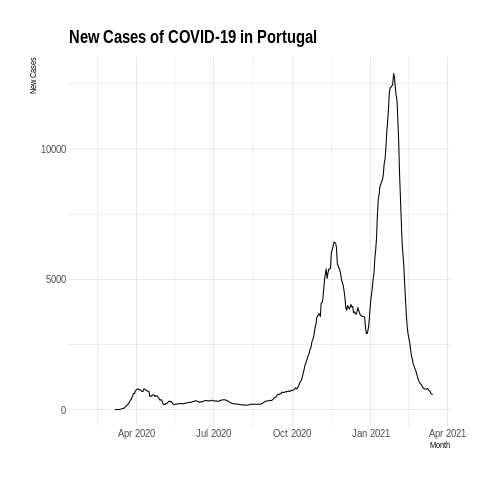 New Cases of COVID-19 in Portugal
New Cases
10000
5000
0
Apr 2020 Jul 2020 Oct 2020 Jan 2021 Apr 2021
Month